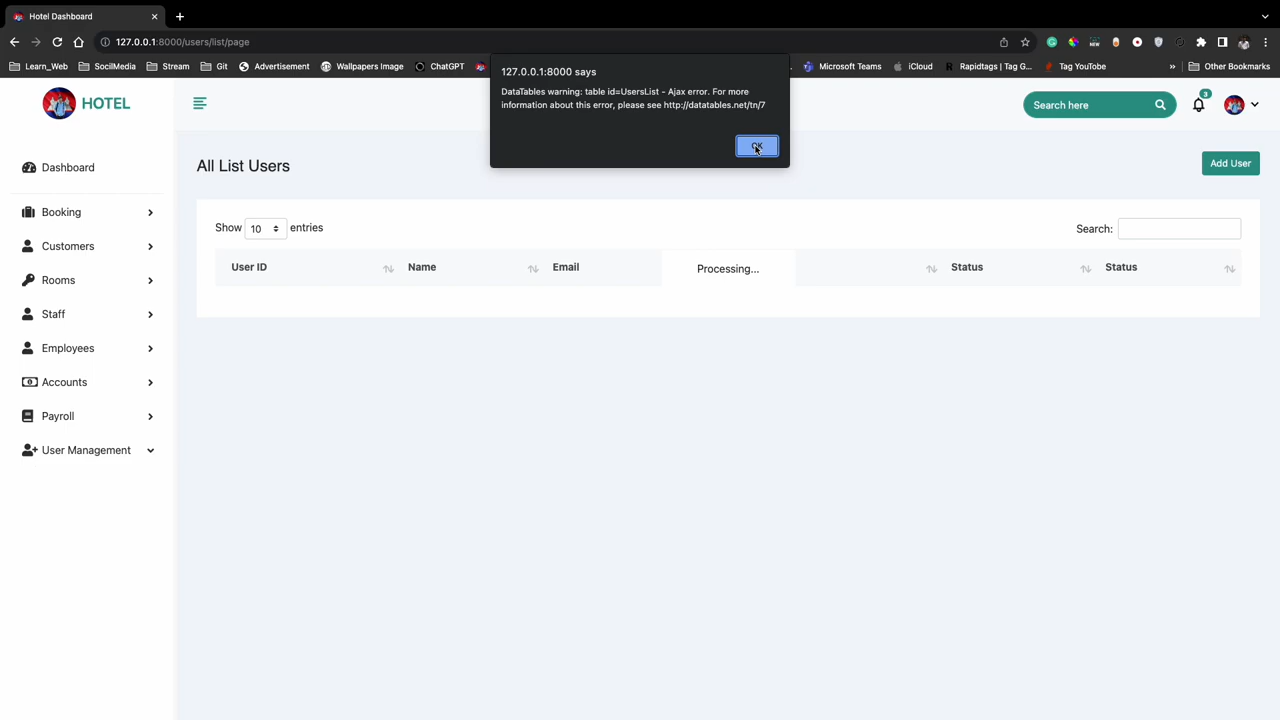 Hotel Dashboard
127.0.0.1:8000/users/list/page
Learn_Web
SocilMedia
Stream
Git
Advertisement
Wallpapers Image
ChatGPT
Microsoft Teams
iCloud
Rapidtags | Tag G...
Tag YouTube
»
Other Bookmarks
127.0.0.1:8000 says
DataTables warning: table id=UsersList - Ajax error. For more
information about this error, please see http://datatables.net/tn/7
OK
HOTEL
Search here
3
Dashboard
Booking
Customers
Rooms
Staff
Employees
Accounts
Payroll
User Management
All List Users
Add User
Show 10 entries
Search:
User ID
Name
Email
Processing...
Status
Status